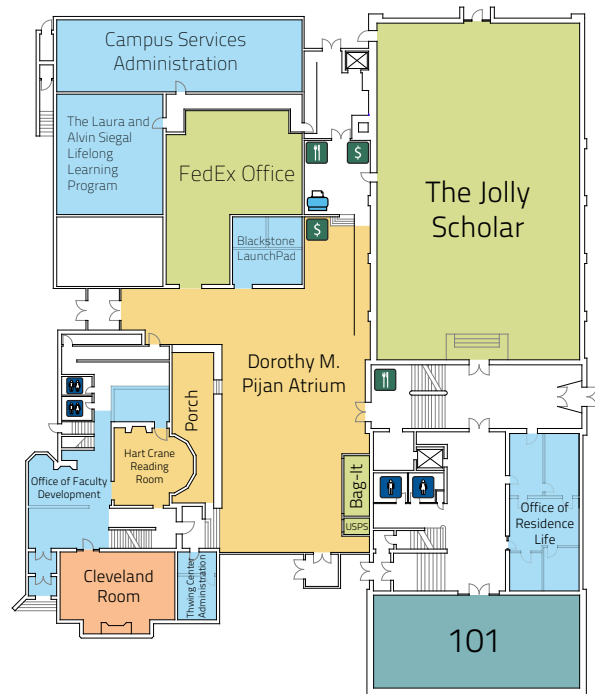 Campus Services
Administration
The Laura and
Alvin Siegal
Lifelong
Learning
Program
FedEx Office
$
The Jolly
Scholar
Blackstone
LaunchPad
$
Dorothy M.
Pijan Atrium
Porch
Hart Crane
Reading
Room
Office of Faculty
Development
Bag-It
USPS
Office of
Residence
Life
Cleveland
Room
Thwing Center
Administration
101